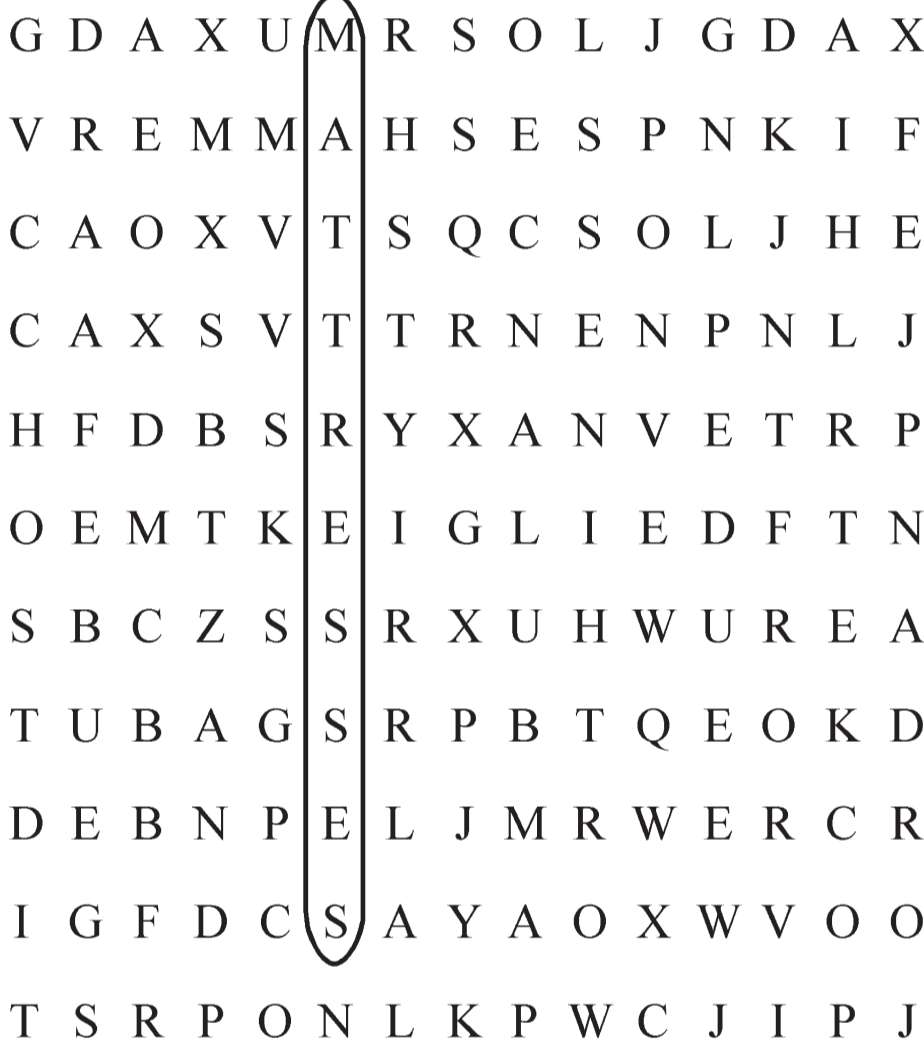 G D A X U M R S O L J G D A X
V R E M M A H S E S P N K I F
C A O X V T S Q C S O L J H E
C A X S V T T R N E N P N L J
H F D B S R Y X A N V E T R P
O E M T K E I G L I E D F T N
S B C Z S S R X U H W U R E A
T U B A G S R P B T Q E O K D
D E B N P E L J M R W E R C R
I G F D C S A Y A O X W V O O
T S R P O N L K P W C J I P J